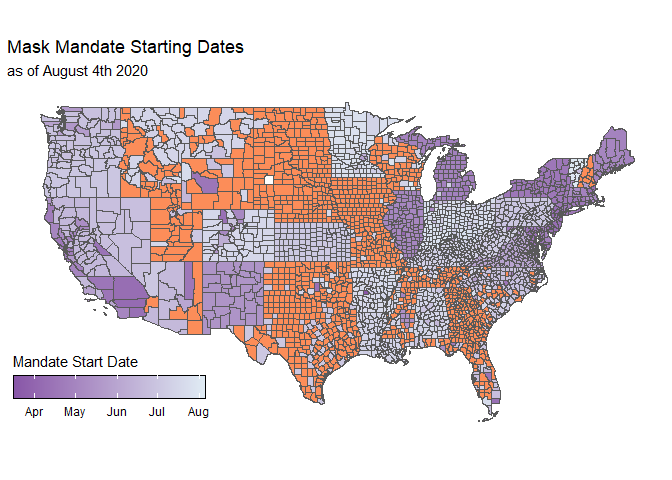 Mask Mandate Starting Dates
as of August 4th 2020
Mandate Start Date
Apr May Jun Jul Aug